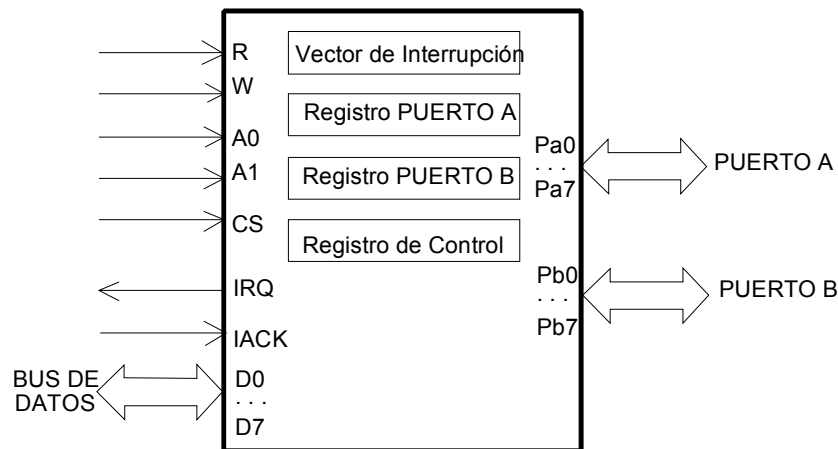 R
W
A0
A1
CS
IRQ
IACK
D0
...
D7
BUS DE
DATOS
Vector de Interrupción
Registro PUERTO A
Registro PUERTO B
Registro de Control
Pa0
...
Pa7
PUERTO A
Pb0
...
Pb7
PUERTO B